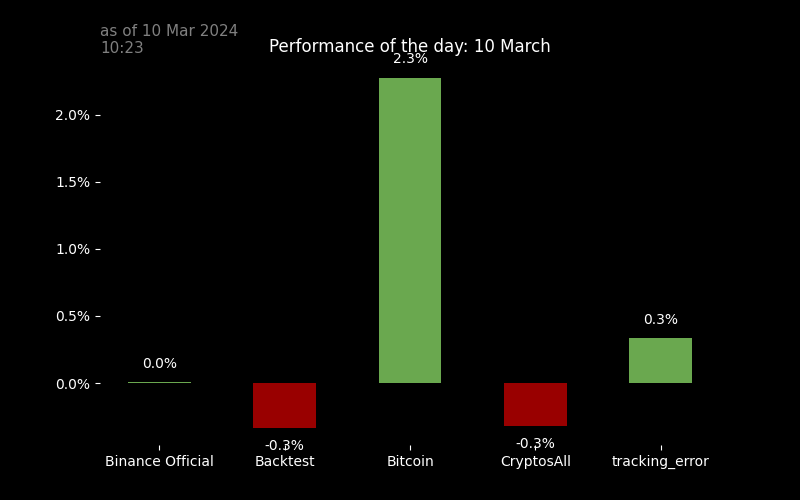 as of 10 Mar 2024
10:23
Performance of the day: 10 March
2.3%
2.0%
1.5%
1.0%
0.5%
0.3%
0.0%
0.0%
-0.3%
-0.3%
Binance Official
Backtest
Bitcoin
CryptosAll
tracking_error